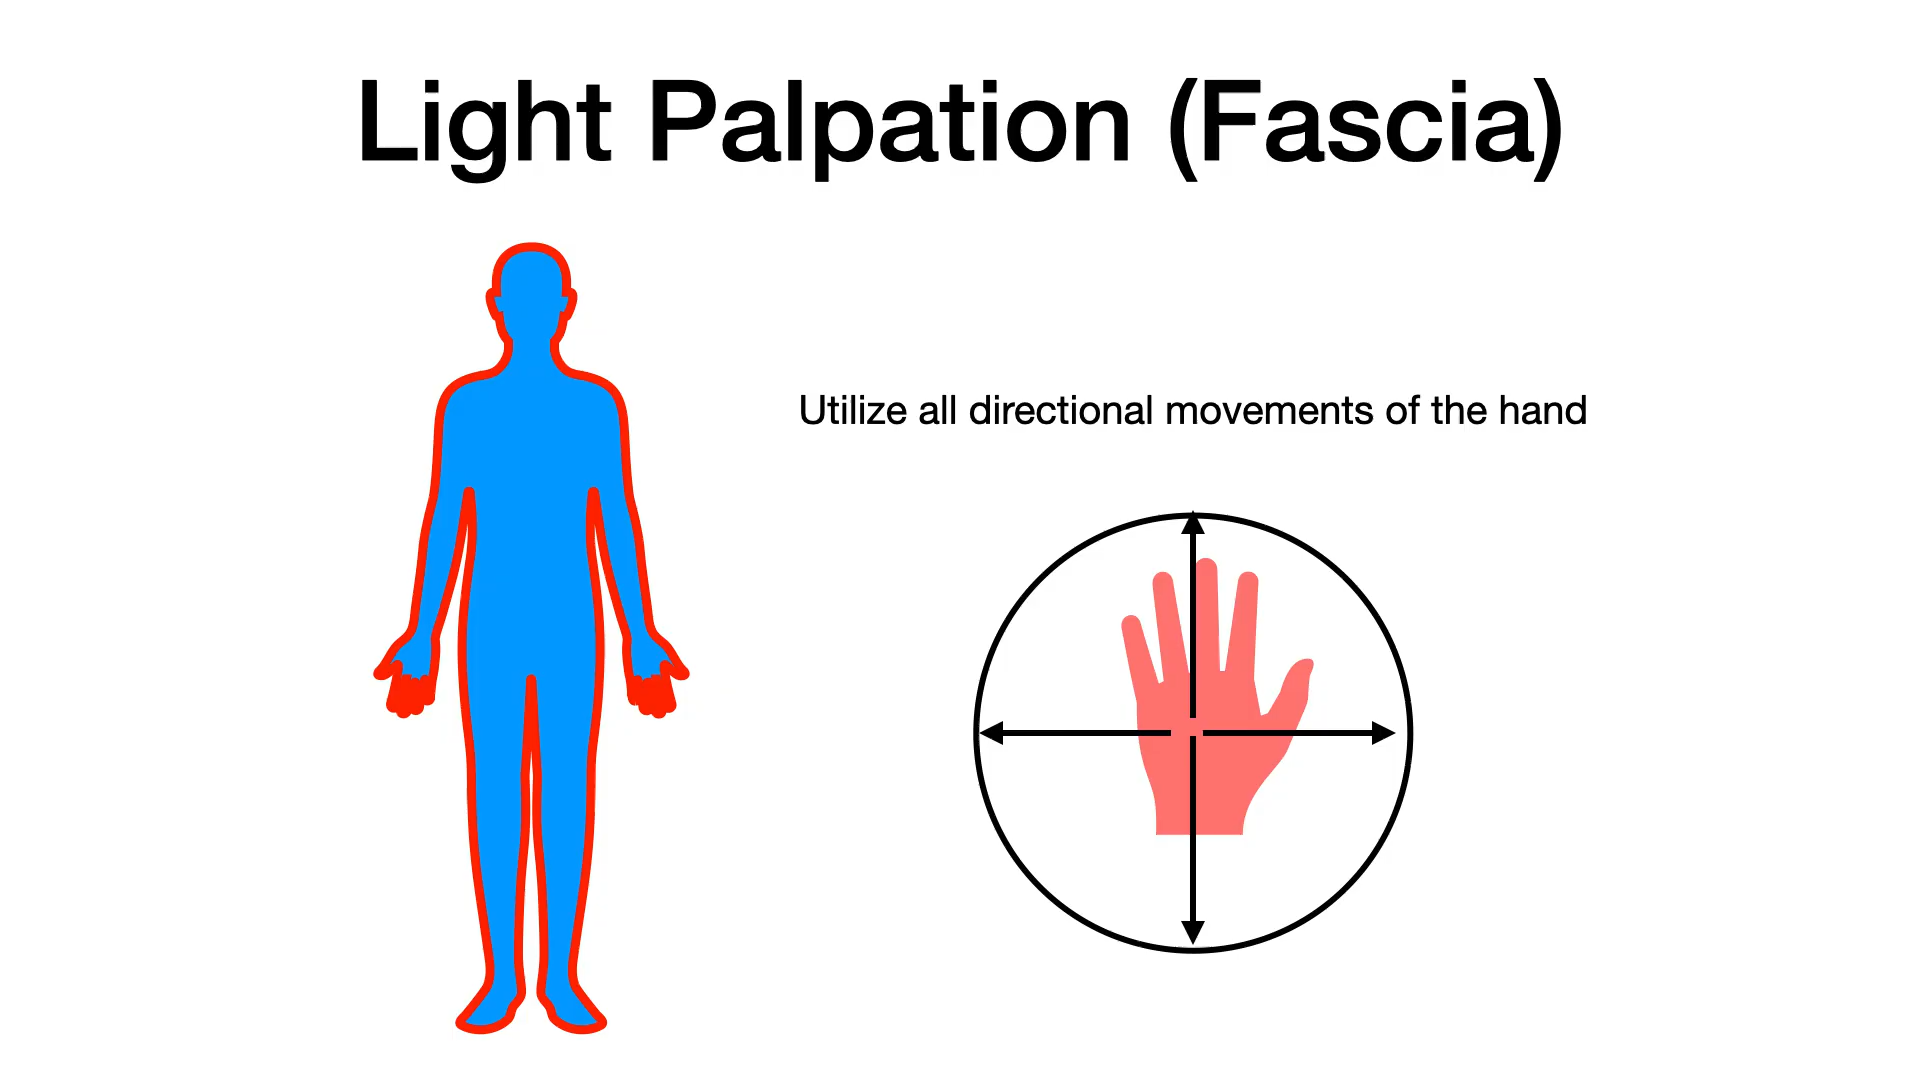 Light Palpation (Fascia)
Utilize all directional movements of the hand